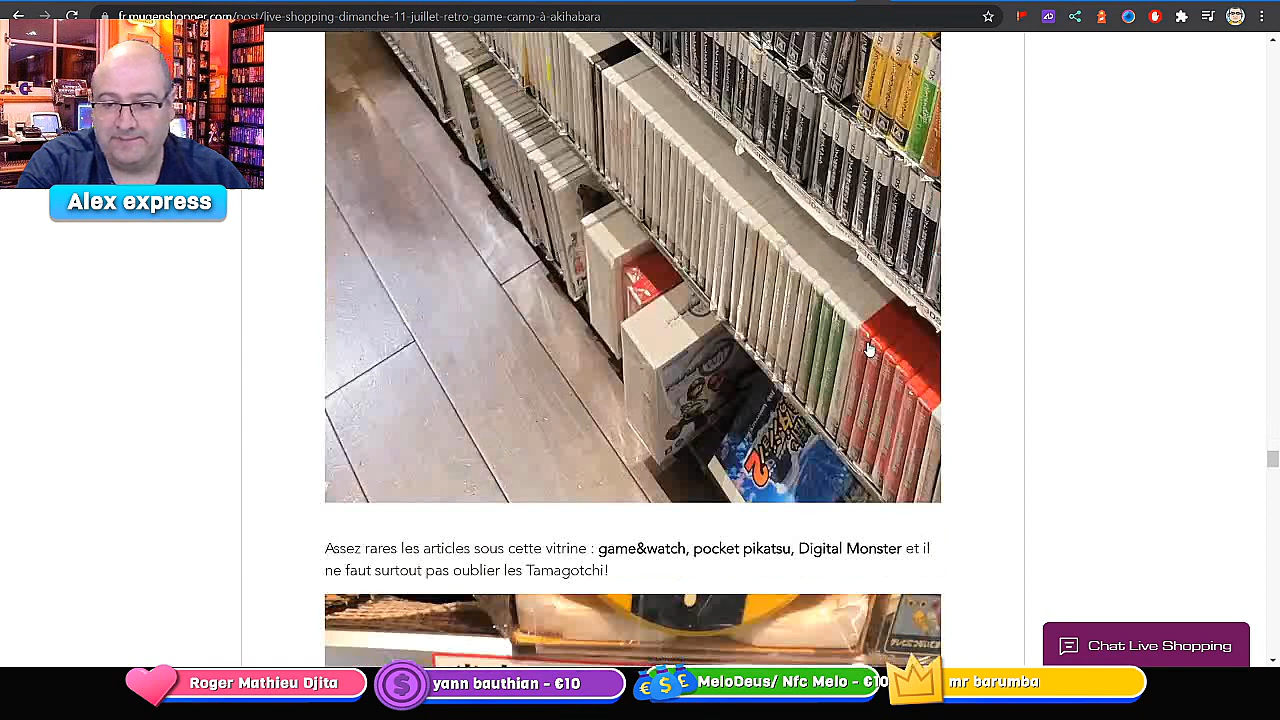 fr.mugenshopper.com/post/live-shopping-dimanche-11-juillet-retro-game-camp-à-akihabara
Alex express
2
Assez rares les articles sous cette vitrine : game&watch, pocket pikatsu, Digital Monster et il
ne faut surtout pas oublier les Tamagotchi!
Chat Live Shopping
Roger Mathieu Djita
yann bauthian - €10
MeloDeus/ Nfc Melo - €10
mr barumba